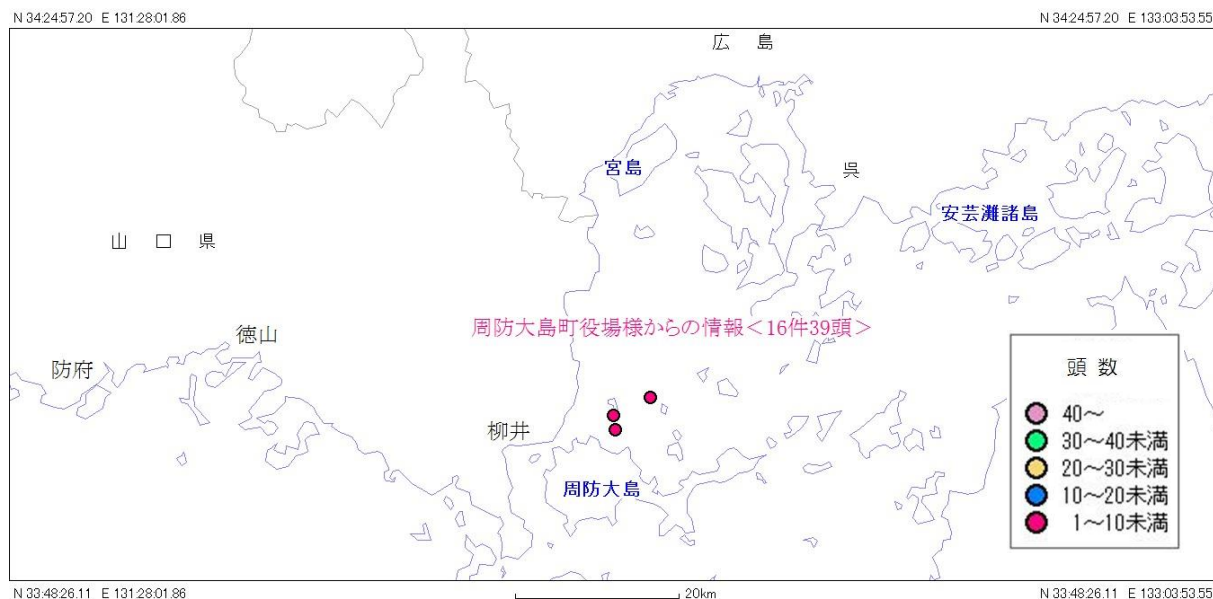 N 34:24:57.20 E 131:28:01.86
N 34:24:57.20 E 133:03:53.55
広 島
宮島
呉
安芸灘諸島
山 口 県
周防大島町役場様からの情報＜16件39頭＞
徳山
防府
柳井
周防大島
頭 数
40～
30～40未満
20～30未満
10～20未満
1～10未満
N 33:48:26.11 E 131:28:01.86
20km
N 33:48:26.11 E 133:03:53.55